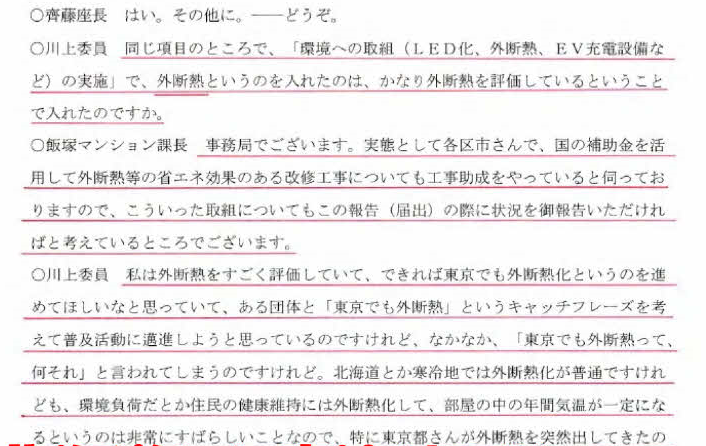 ○齊藤座長　はい。その他に。――どうぞ。
○川上委員　同じ項目のところで、「環境への取組（ＬＥＤ化、外断熱、ＥＶ充電設備な
ど）の実施」で、外断熱というのを入れたのは、かなり外断熱を評価しているということ
で入れたのですか。
○飯塚マンション課長　事務局でございます。実態として各区市さんで、国の補助金を活
用して外断熱等の省エネ効果のある改修工事についても工事助成をやっていると伺ってお
りますので、こういった取組についてもこの報告（届出）の際に状況を御報告いただけれ
ばと考えているところでございます。
○川上委員　私は外断熱をすごく評価していて、できれば東京でも外断熱化というのを進
めてほしいなと思っていて、ある団体と「東京でも外断熱」というキャッチフレーズを考
えて普及活動に邁進しようと思っているのですけれど、なかなか、「東京でも外断熱って、
何それ」と言われてしまうのですけれど。北海道とか寒冷地では外断熱化が普通ですけれ
ども、環境負荷だとか住民の健康維持には外断熱化して、部屋の中の年間気温が一定にな
るというのは非常にすばらしいことなので、特に東京都さんが外断熱を突然出してきたの